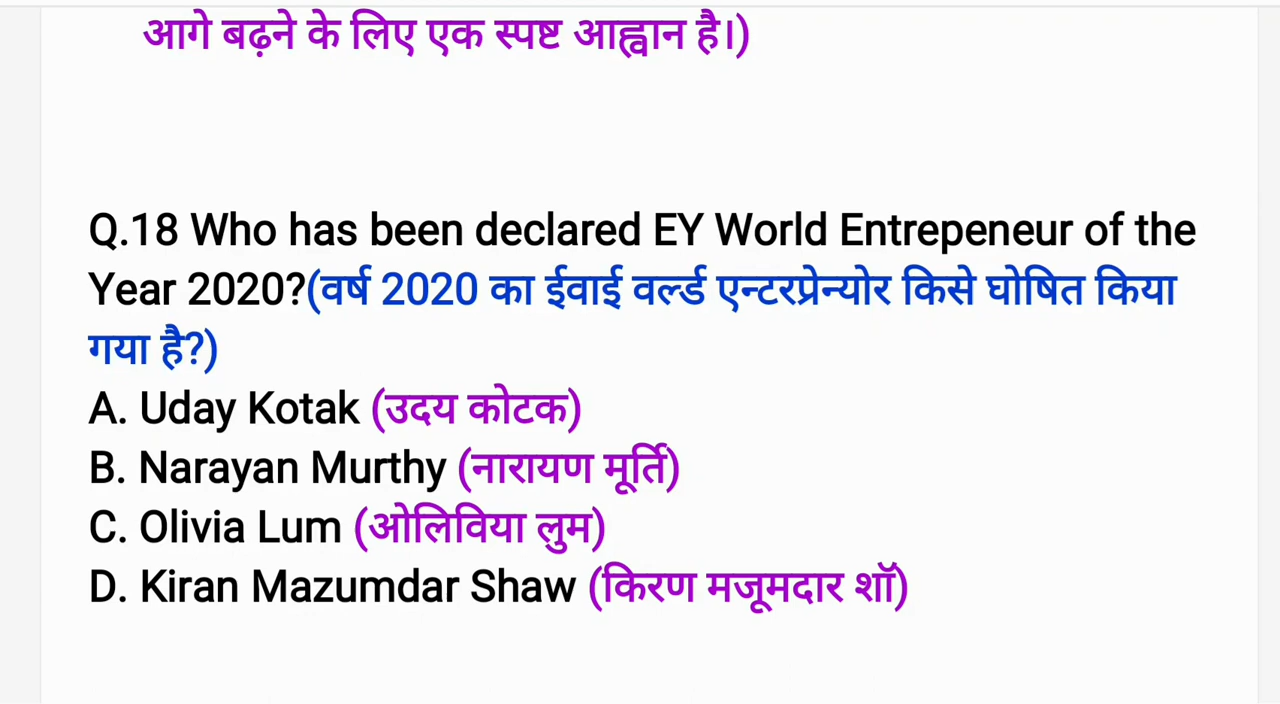 आगे बढ़ने के लिए एक स्पष्ट आह्वान है।)
Q.18 Who has been declared EY World Entrepeneur of the
Year 2020?(वर्ष 2020 का ईवाई वर्ल्ड एन्टरप्रेन्योर किसे घोषित किया
गया है?)
A. Uday Kotak (उदय कोटक)
B. Narayan Murthy (नारायण मूर्ति)
C. Olivia Lum (ओलिविया लुम)
D. Kiran Mazumdar Shaw (किरण मजूमदार शॉ)